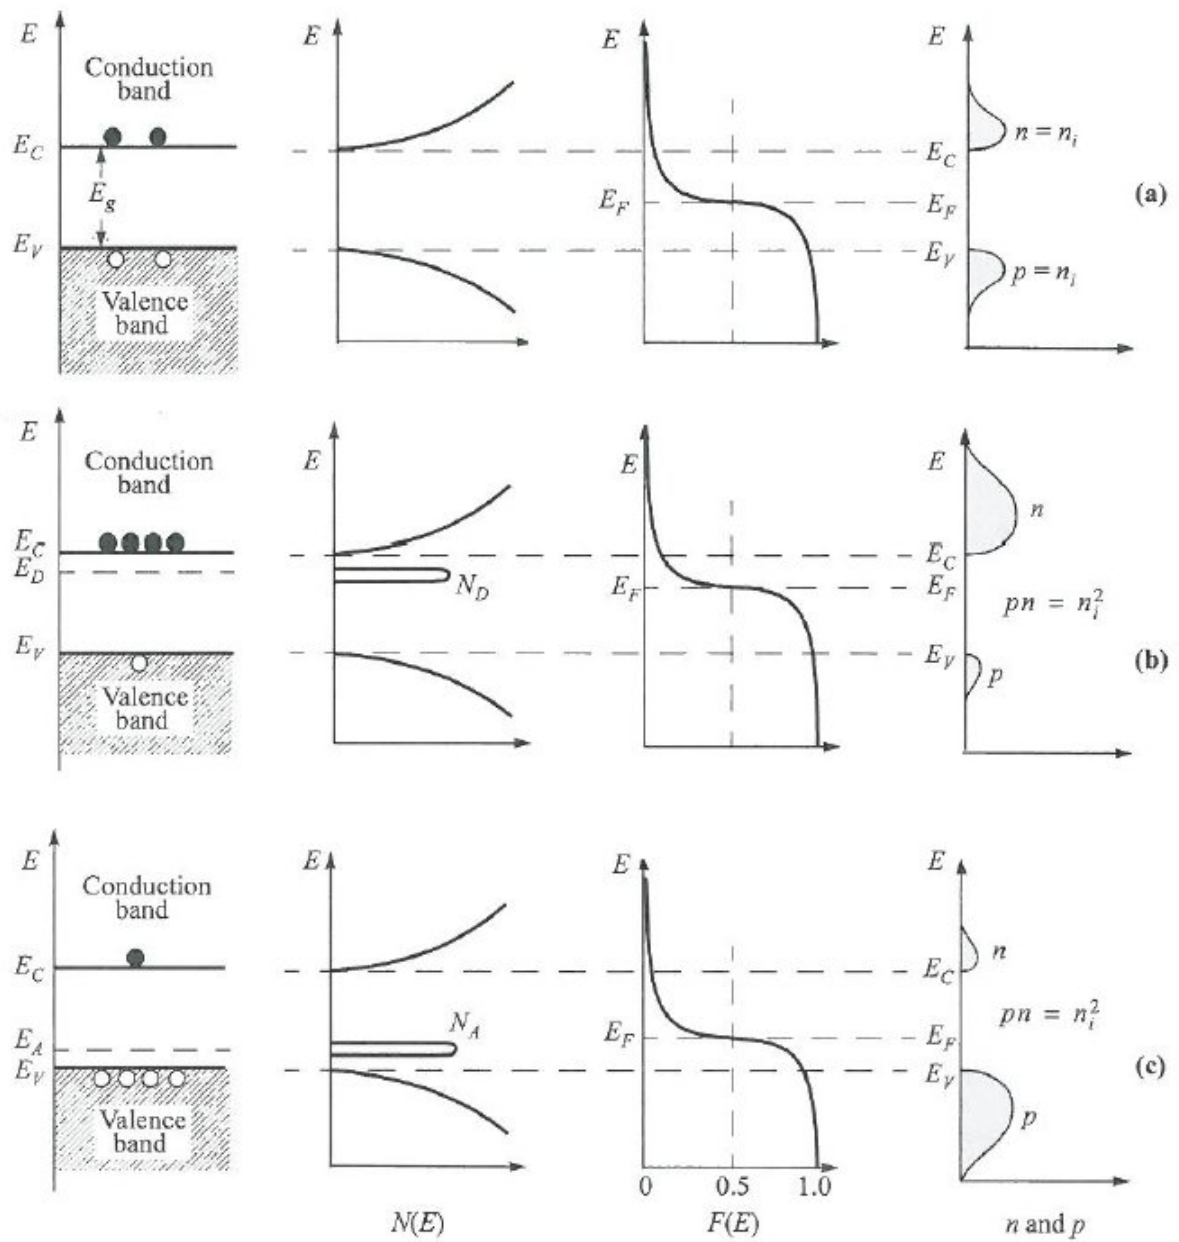 E
Conduction
band
E_C
E_g
E_V
Valence
band
E
E
E_F
E
n = n_i
E_C
E_F
E_V
p = n_i
(a)
E
Conduction
band
E_C
E_D
E_V
Valence
band
E
N_D
E
E_F
E
n
E_C
E_F
pn = n_i^2
E_V
p
(b)
E
Conduction
band
E_C
E_A
E_V
Valence
band
E
N_A
N(E)
E
E_F
0 0.5 1.0
F(E)
E
n
E_C
pn = n_i^2
E_F
E_V
p
n and p
(c)